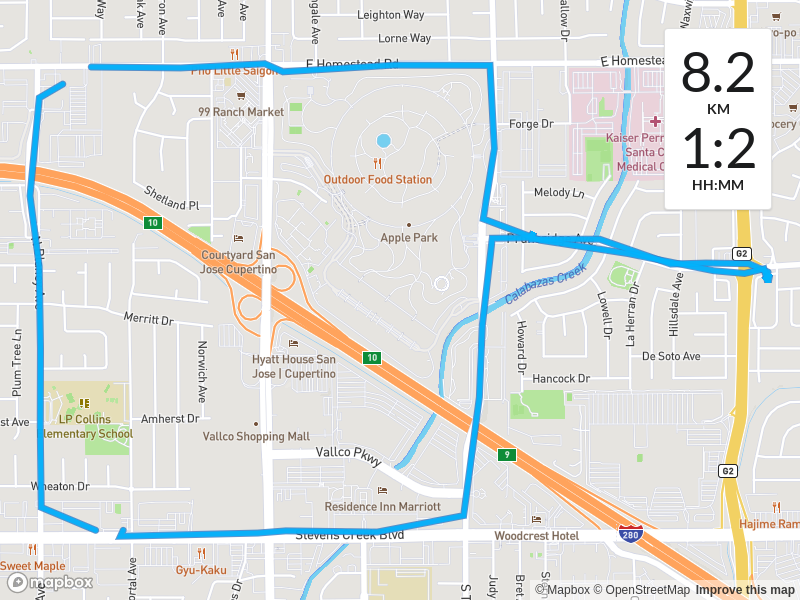 Leighton Way
Lorne Way
E Homestead Rd
E Homestead
Pho Little Saigon
99 Ranch Market
8.2
KM
1:2
HH:MM
Forge Dr
Kaiser Perr
Santa C
Medical C
Outdoor Food Station
Melody Ln
Shetland Pl
10
Apple Park
Pruneridge Ave
Courtyard San
Jose Cupertino
G2
Calabazas Creek
N Blaney Ave
Merritt Dr
Lowell Dr
La Herran Dr
Hillsdale Ave
Howard Dr
Plum Tree Ln
Norwich Ave
10
Hyatt House San
Jose | Cupertino
De Soto Ave
Hancock Dr
LP Collins
Elementary School
Amherst Dr
Vallco Shopping Mall
Vallco Pkwy
9
G2
Wheaton Dr
Residence Inn Marriott
Woodcrest Hotel
280
Hajime Ram
Stevens Creek Blvd
Sweet Maple
Gyu-Kaku
mapbox
© Mapbox © OpenStreetMap Improve this map